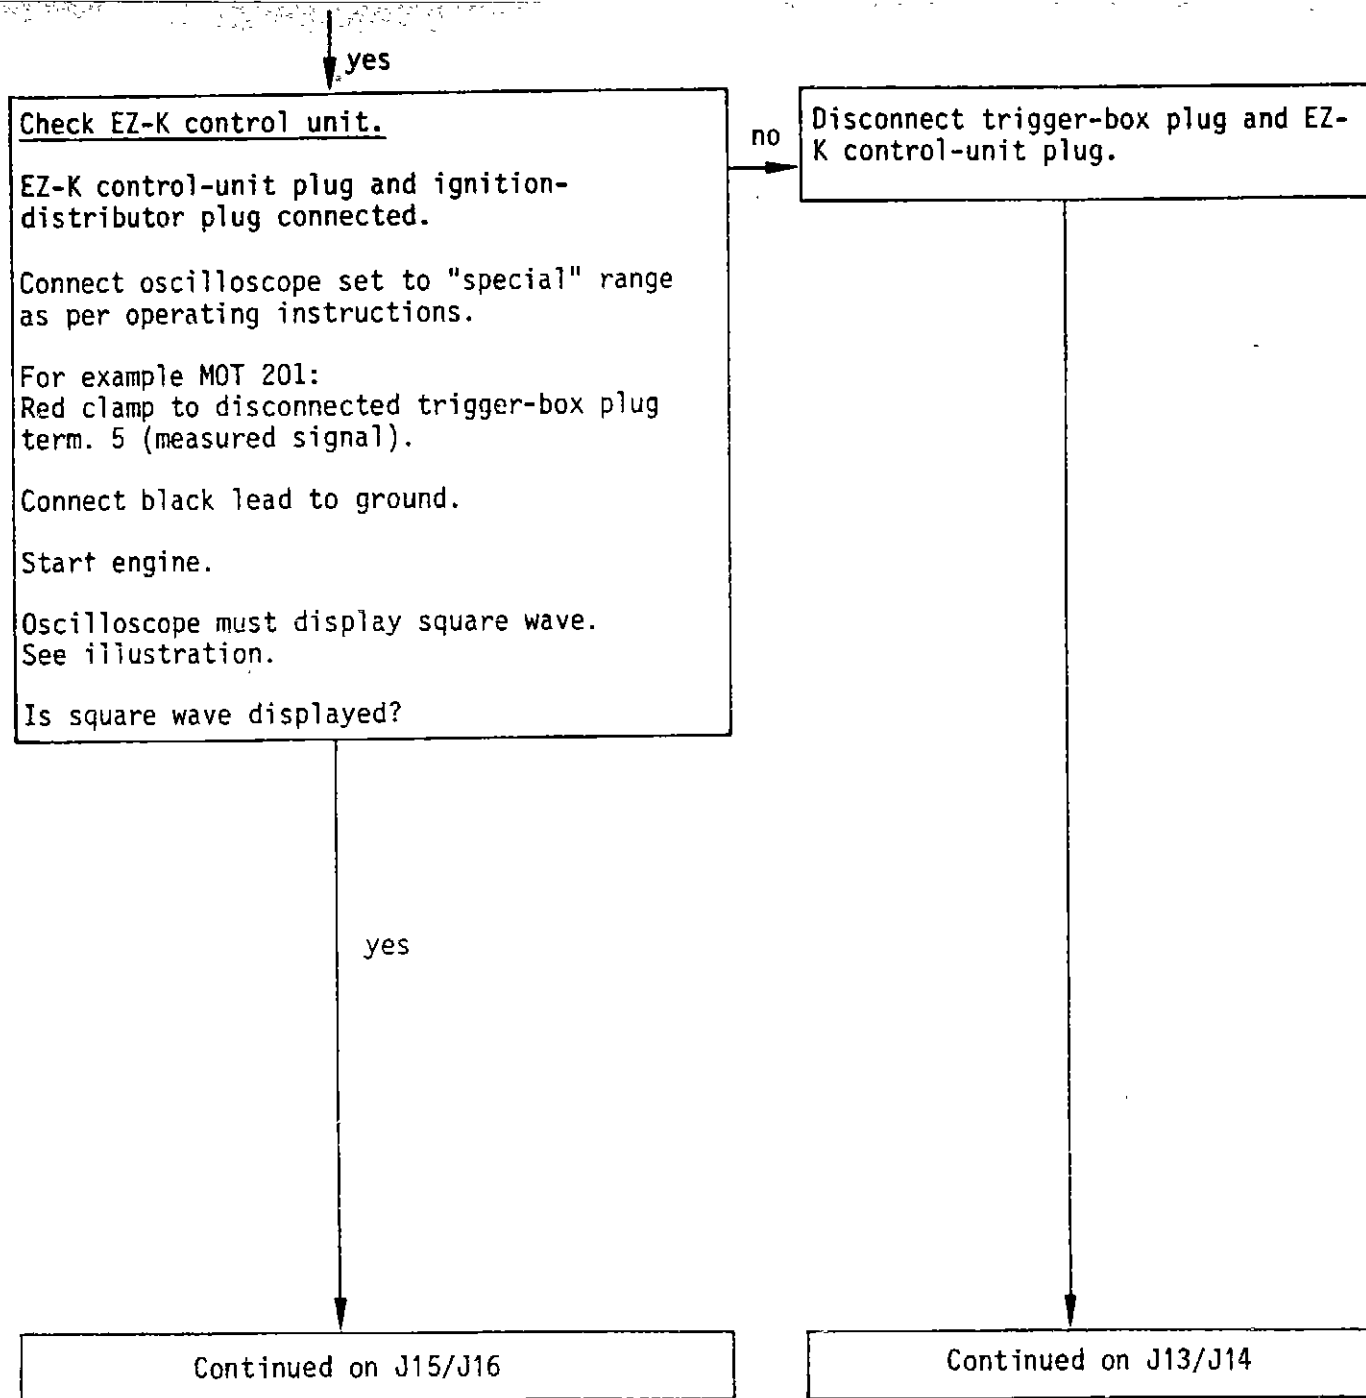 yes
Check EZ-K control unit.
EZ-K control-unit plug and ignition-
distributor plug connected.
Connect oscilloscope set to "special" range
as per operating instructions.
For example MOT 201:
Red clamp to disconnected trigger-box plug
term. 5 (measured signal).
Connect black lead to ground.
Start engine.
Oscilloscope must display square wave.
See illustration.
Is square wave displayed?
no
Disconnect trigger-box plug and EZ-
K control-unit plug.
yes
Continued on J15/J16
Continued on J13/J14